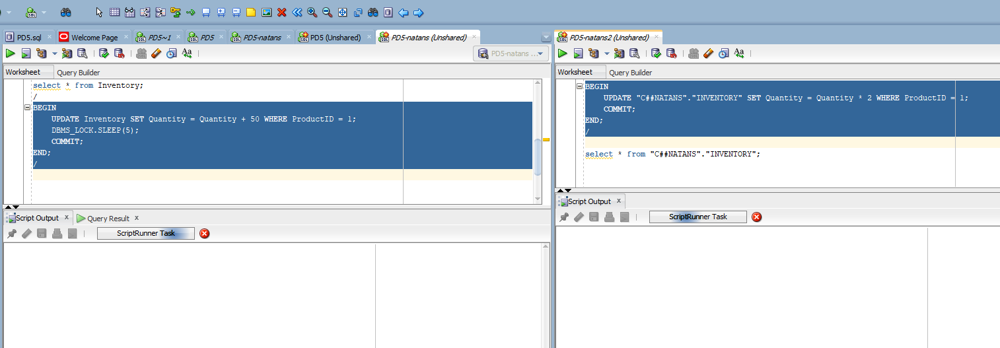 PD5.sql
Welcome Page
PD5~1
PD5
PD5-natans
PD5 (Unshared)
PD5-natans (Unshared)
PD5-natans ...
Worksheet
Query Builder
select * from Inventory;
/
BEGIN
UPDATE Inventory SET Quantity = Quantity + 50 WHERE ProductID = 1;
DBMS_LOCK.SLEEP(5);
COMMIT;
END;
/
Script Output
Query Result
ScriptRunner Task
PD5-natans2 (Unshared)
Worksheet
Query Builder
BEGIN
UPDATE "C##NATANS"."INVENTORY" SET Quantity = Quantity * 2 WHERE ProductID = 1;
COMMIT;
END;
/
select * from "C##NATANS"."INVENTORY";
Script Output
ScriptRunner Task